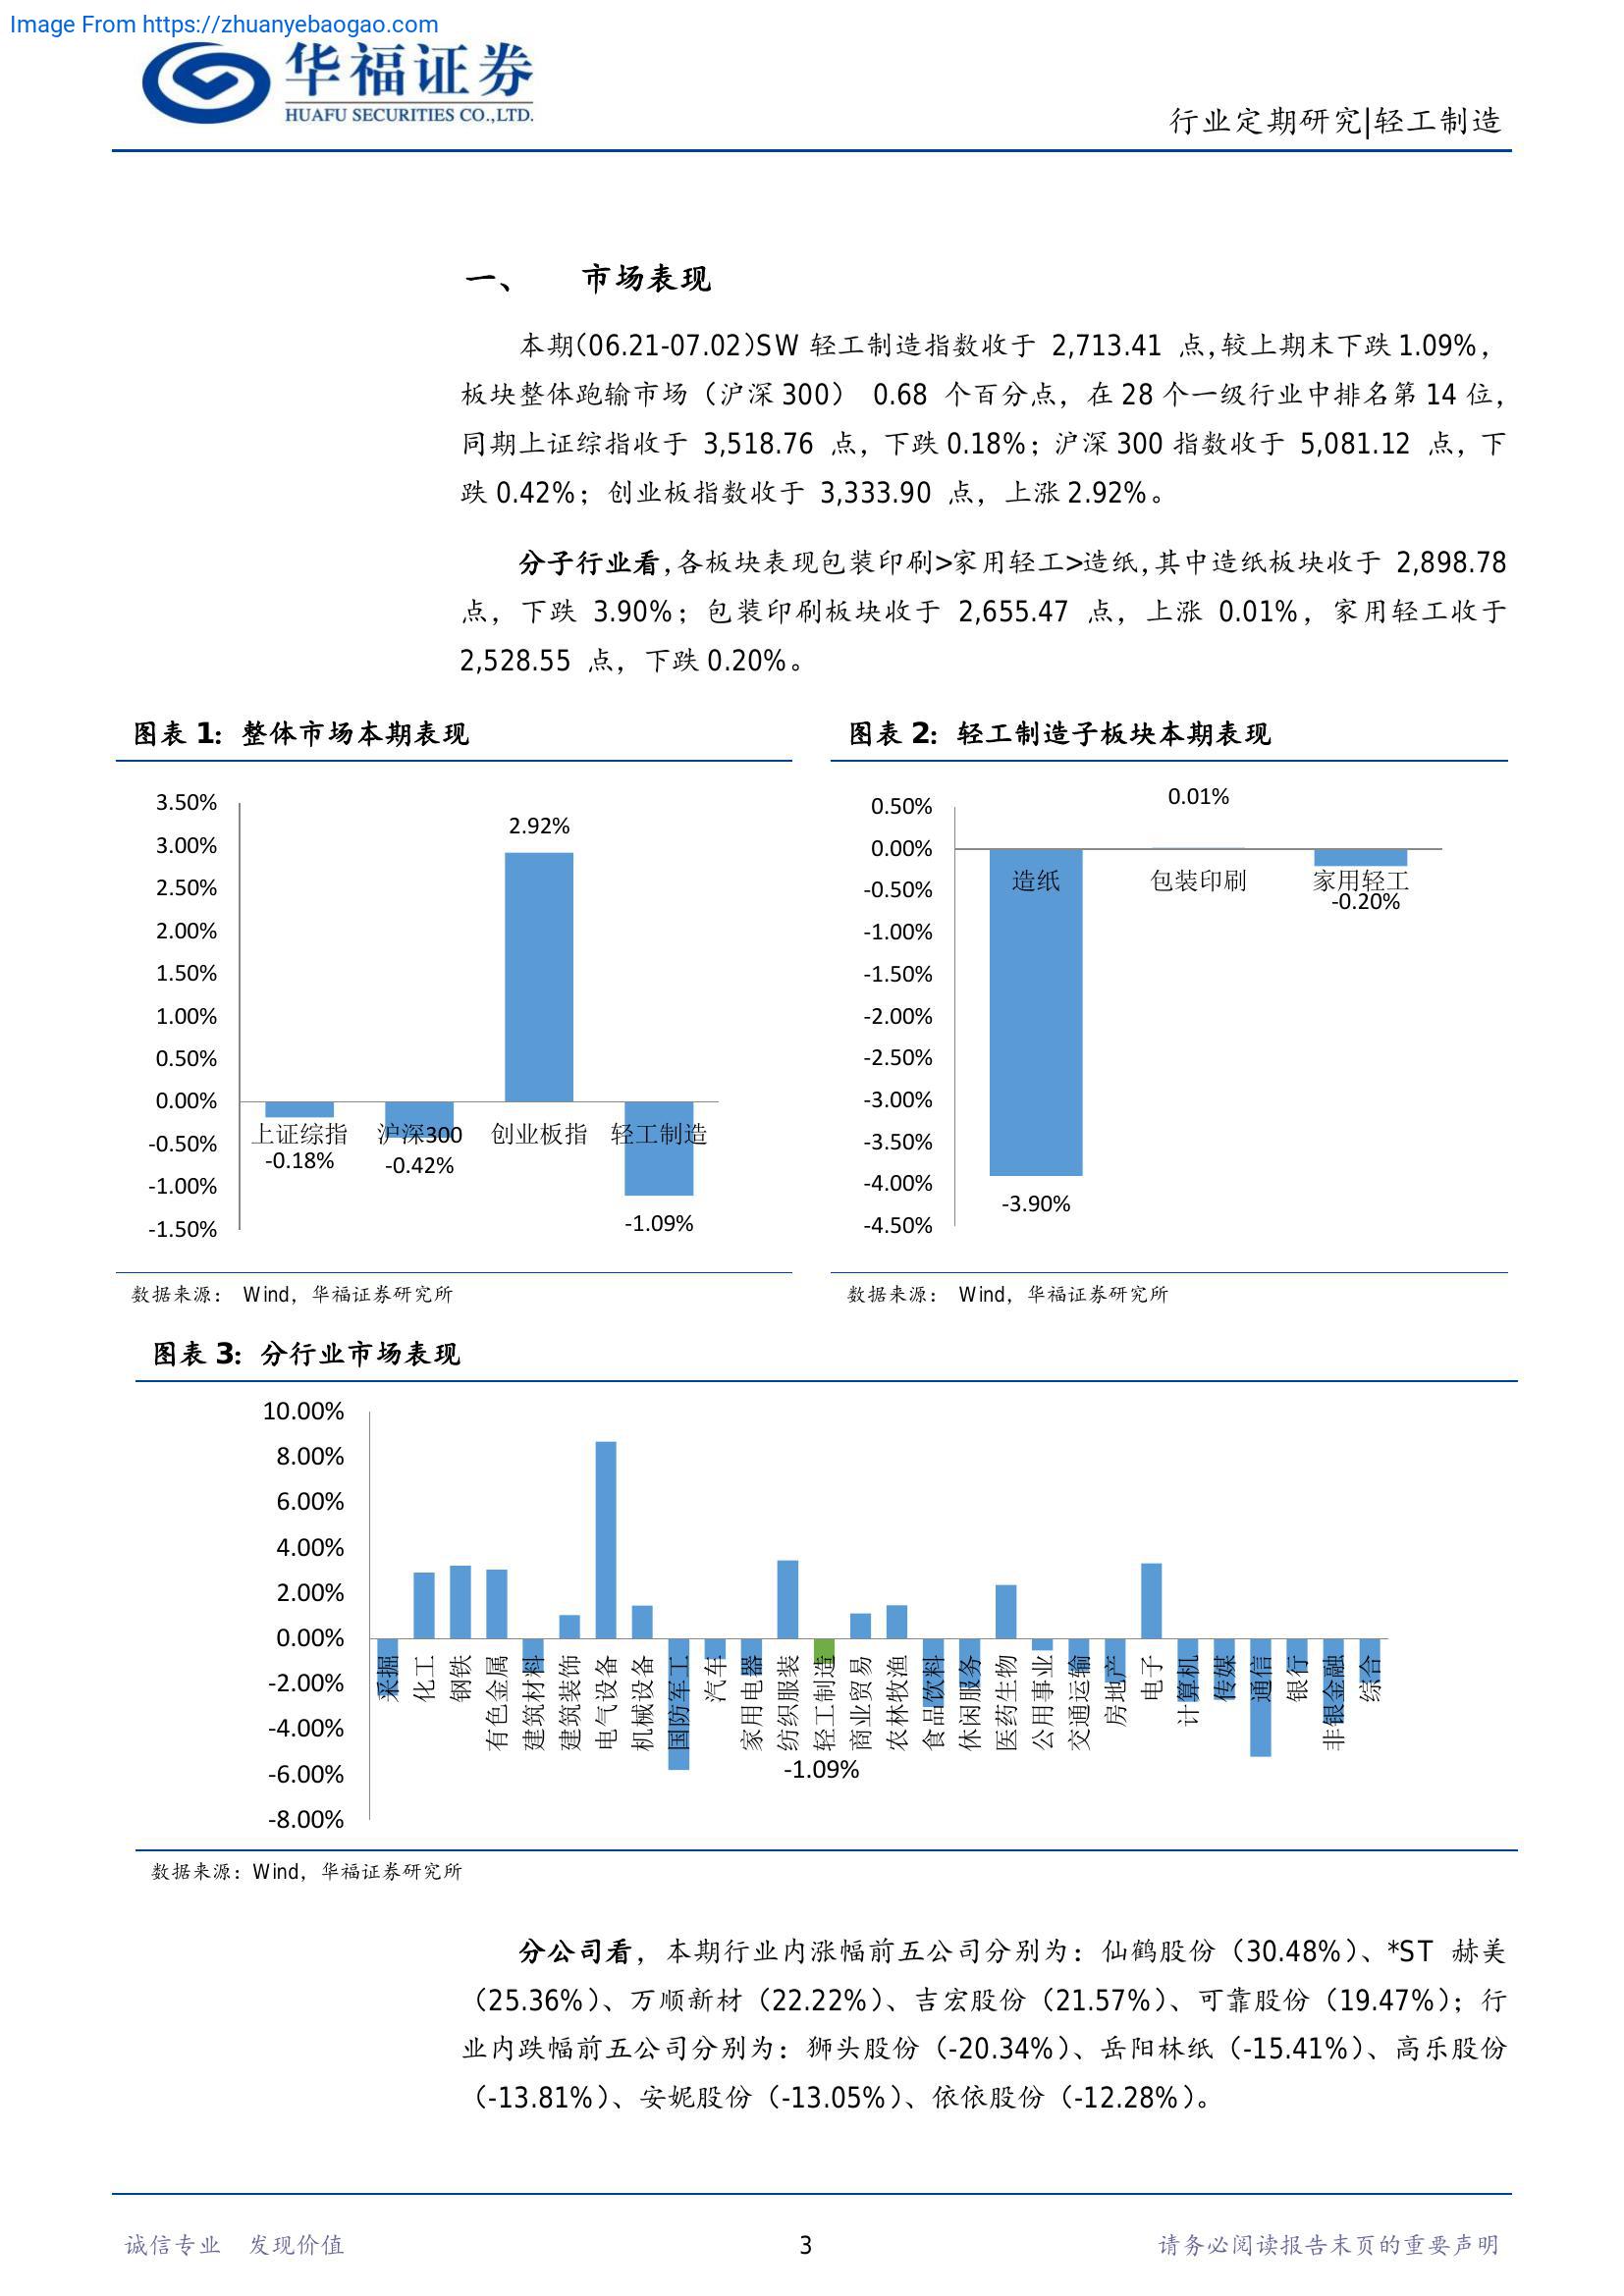 Image From https://zhuanyebaogao.com
华福证券
HUAFU SECURITIES CO.,LTD.
行业定期研究|轻工制造
一、 市场表现
本期(06.21-07.02)SW 轻工制造指数收于 2,713.41 点,较上期末下跌1.09%，
板块整体跑输市场（沪深 300） 0.68 个百分点，在 28 个一级行业中排名第 14 位，
同期上证综指收于 3,518.76 点，下跌 0.18%；沪深 300 指数收于 5,081.12 点，下
跌 0.42%；创业板指数收于 3,333.90 点，上涨 2.92%。
分子行业看,各板块表现包装印刷>家用轻工>造纸,其中造纸板块收于 2,898.78
点，下跌 3.90%；包装印刷板块收于 2,655.47 点，上涨 0.01%，家用轻工收于
2,528.55 点，下跌 0.20%。
图表 1：整体市场本期表现
3.50%
3.00%
2.50%
2.00%
1.50%
1.00%
0.50%
0.00%
-0.50%
-1.00%
-1.50%
2.92%
上证综指 沪深300 创业板指 轻工制造
-0.18% -0.42%
-1.09%
数据来源： Wind，华福证券研究所
图表 2：轻工制造子板块本期表现
0.50%
0.00%
-0.50%
-1.00%
-1.50%
-2.00%
-2.50%
-3.00%
-3.50%
-4.00%
-4.50%
0.01%
造纸 包装印刷 家用轻工
-0.20%
-3.90%
数据来源： Wind，华福证券研究所
图表 3：分行业市场表现
10.00%
8.00%
6.00%
4.00%
2.00%
0.00%
-2.00%
-4.00%
-6.00%
-8.00%
采掘
化工
钢铁
有色金属
建筑材料
建筑装饰
电气设备
机械设备
国防军工
汽车
家用电器
纺织服装
轻工制造
商业贸易
农林牧渔
食品饮料
休闲服务
医药生物
公用事业
交通运输
房地产
电子
计算机
传媒
通信
银行
非银金融
综合
-1.09%
数据来源：Wind，华福证券研究所
分公司看，本期行业内涨幅前五公司分别为：仙鹤股份（30.48%）、*ST 赫美
（25.36%）、万顺新材（22.22%）、吉宏股份（21.57%）、可靠股份（19.47%）；行
业内跌幅前五公司分别为：狮头股份（-20.34%）、岳阳林纸（-15.41%）、高乐股份
（-13.81%）、安妮股份（-13.05%）、依依股份（-12.28%）。
诚信专业 发现价值
3
请务必阅读报告末页的重要声明